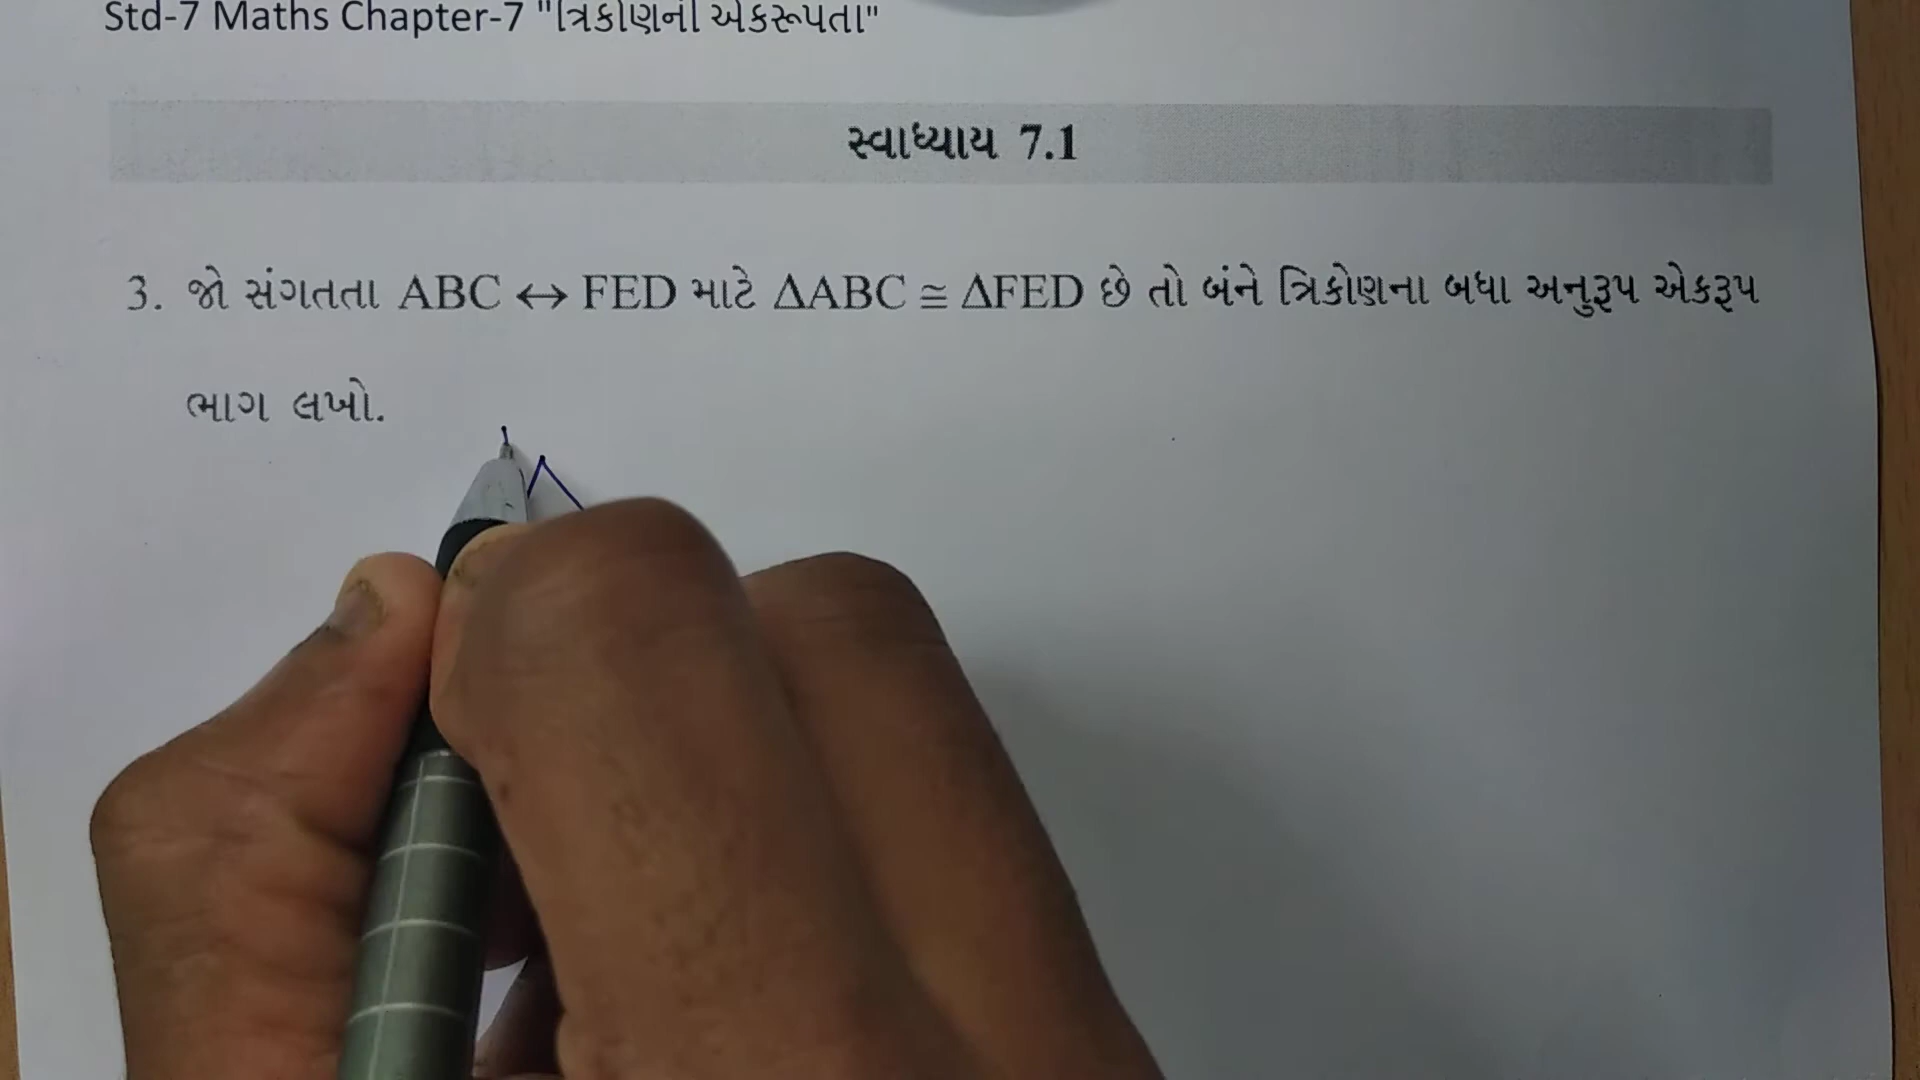 Std-7 Maths Chapter-7 "ત્રિકોણની એકરૂપતા"
સ્વાધ્યાય 7.1
3. જો સંગતતા ABC ↔ FED માટે ΔABC ≅ ΔFED છે તો બંને ત્રિકોણના બધા અનુરૂપ એકરૂપ
ભાગ લખો.